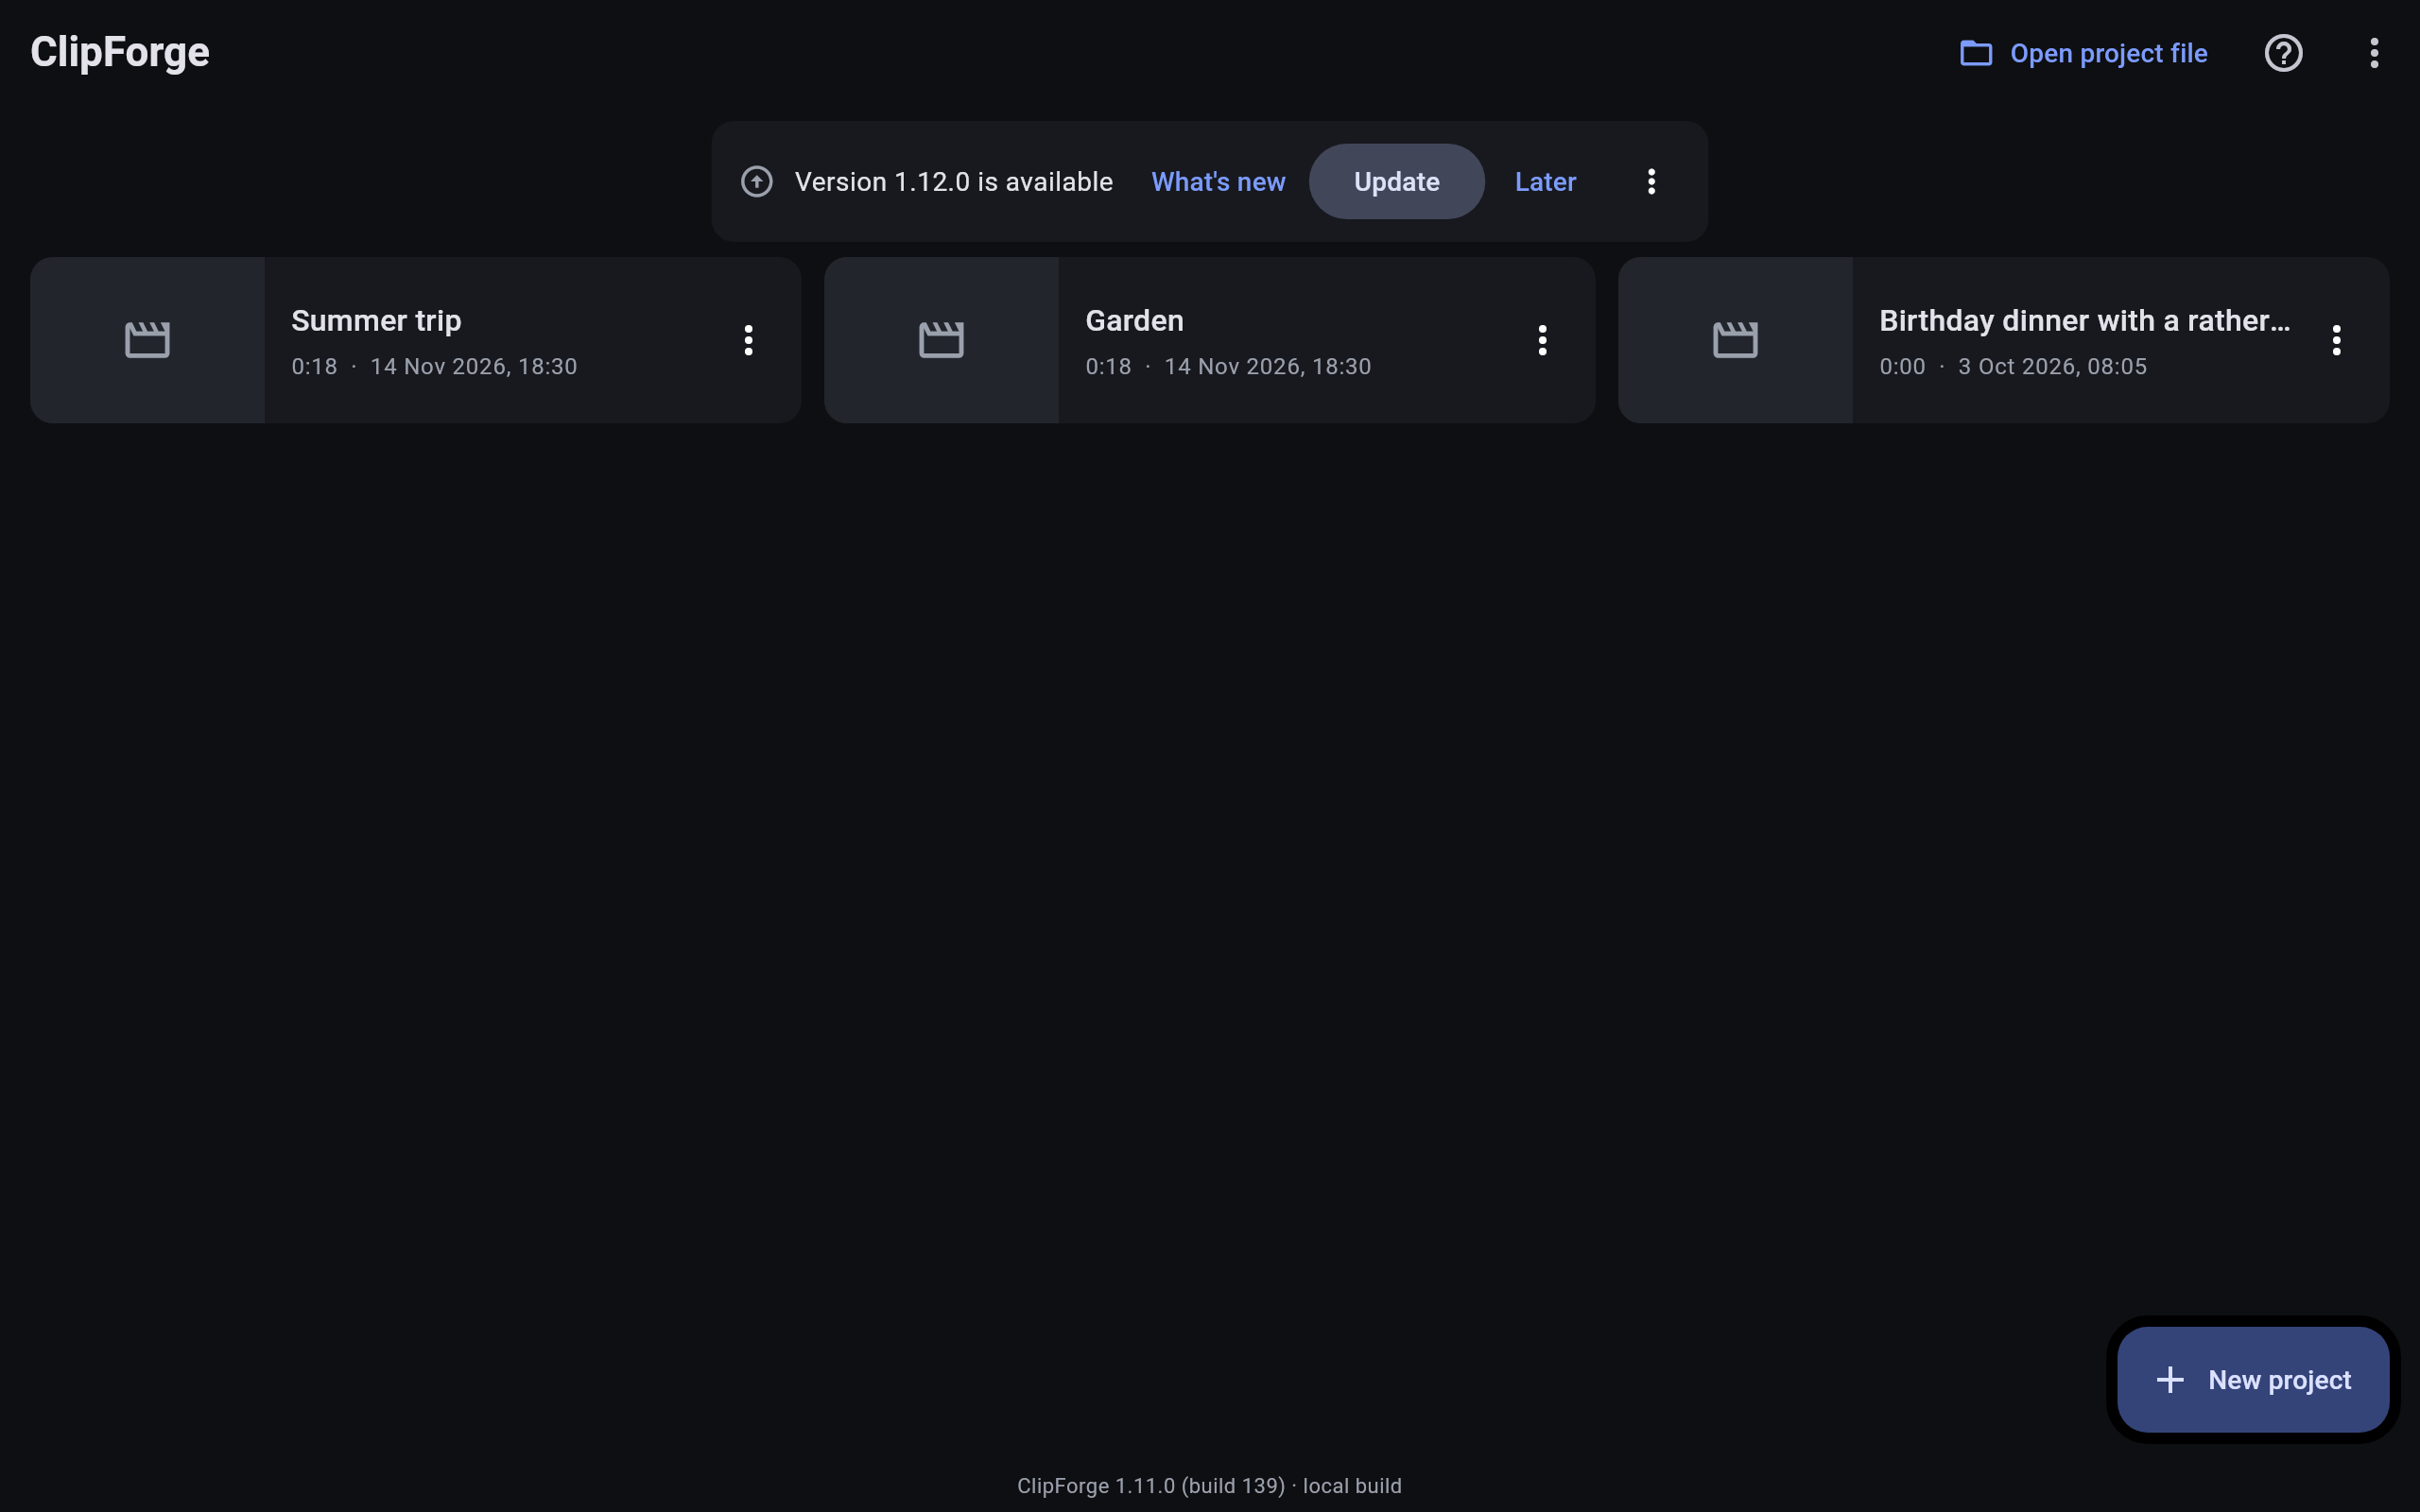 ClipForge
Open project file
Version 1.12.0 is available
What's new
Update
Later
Summer trip
0:18 · 14 Nov 2026, 18:30
Garden
0:18 · 14 Nov 2026, 18:30
Birthday dinner with a rather…
0:00 · 3 Oct 2026, 08:05
New project
ClipForge 1.11.0 (build 139) · local build